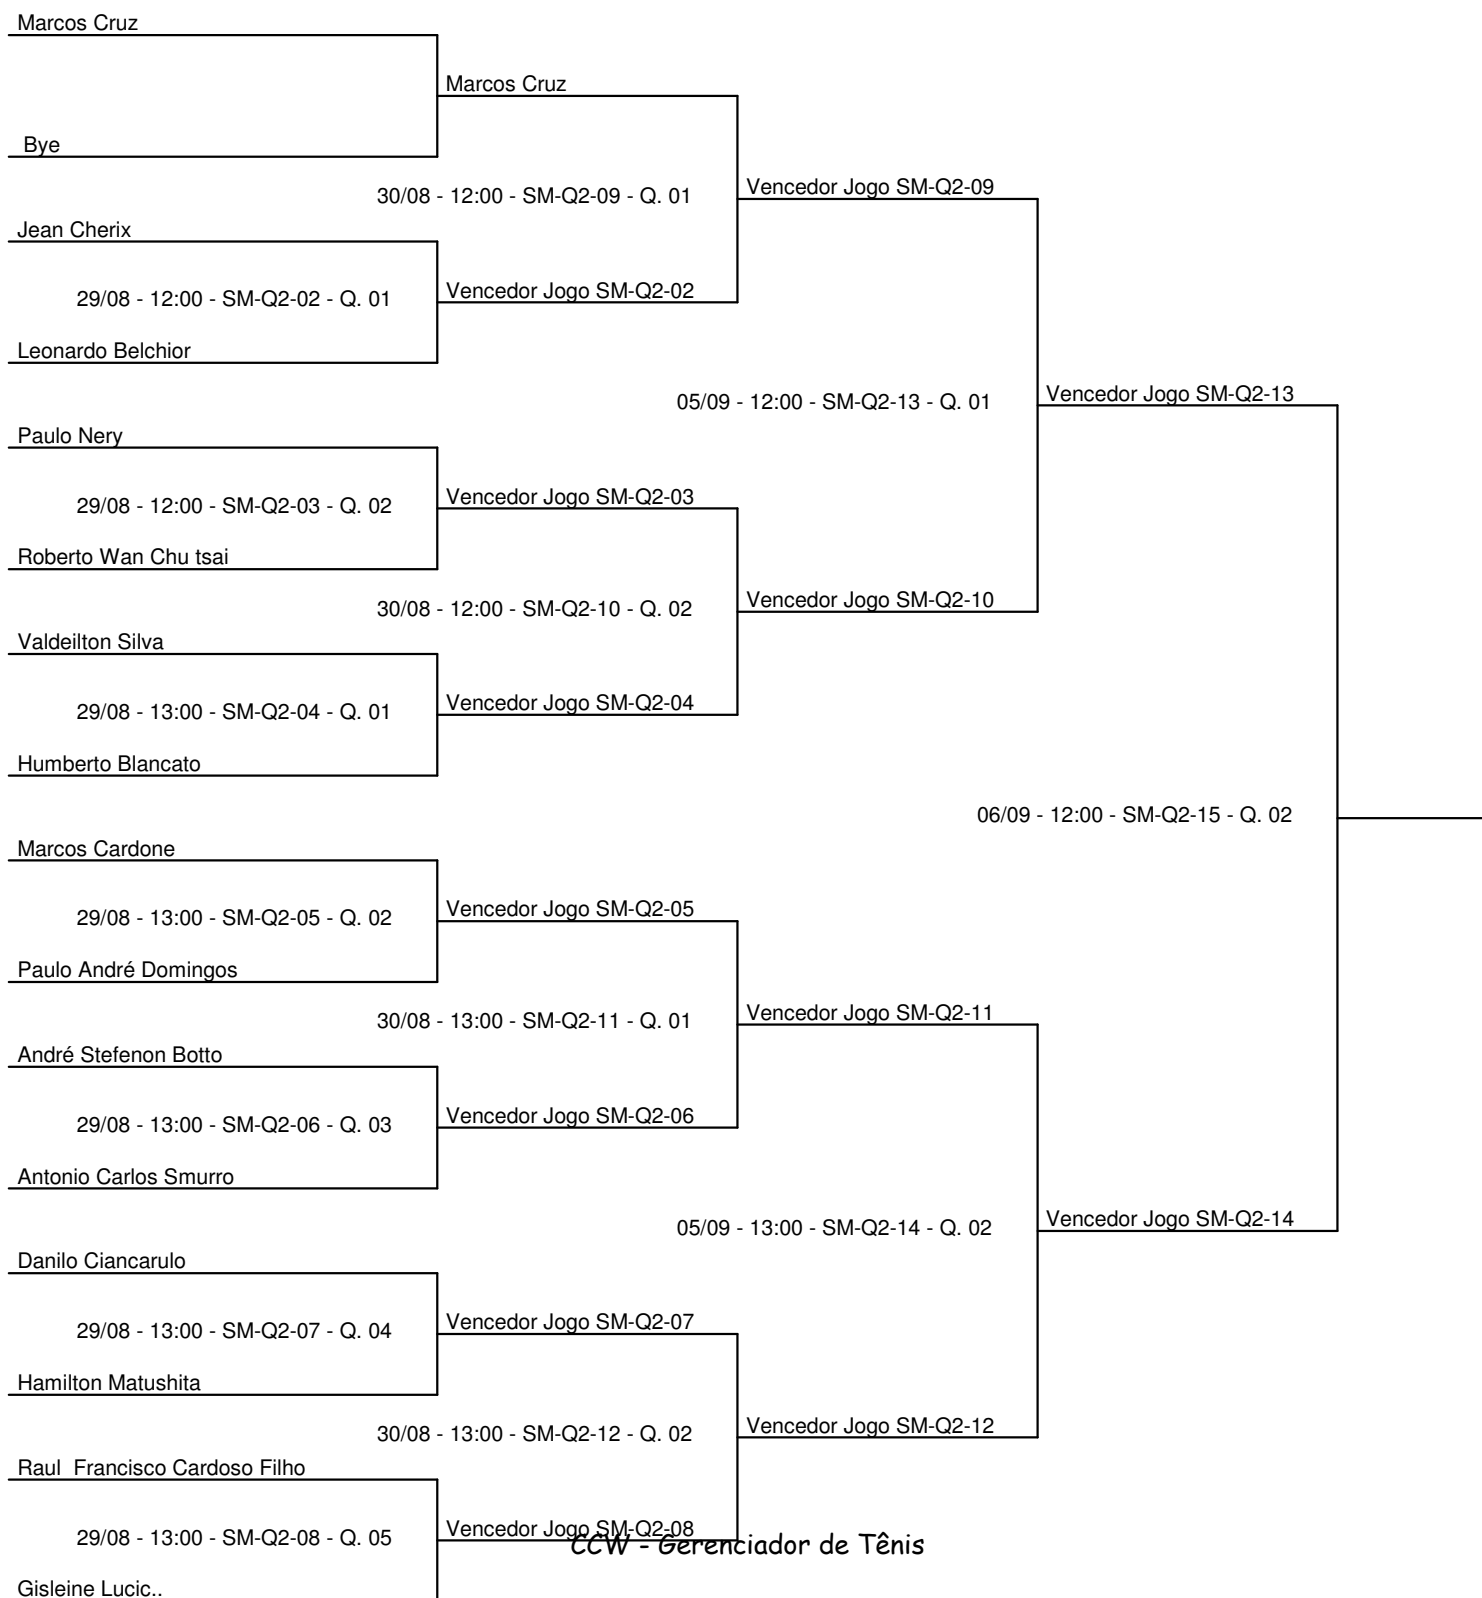 Marcos Cruz
Marcos Cruz
Bye
30/08 - 12:00 - SM-Q2-09 - Q. 01
Vencedor Jogo SM-Q2-09
Jean Cherix
29/08 - 12:00 - SM-Q2-02 - Q. 01
Vencedor Jogo SM-Q2-02
Leonardo Belchior
05/09 - 12:00 - SM-Q2-13 - Q. 01
Vencedor Jogo SM-Q2-13
Paulo Nery
29/08 - 12:00 - SM-Q2-03 - Q. 02
Vencedor Jogo SM-Q2-03
Roberto Wan Chu tsai
30/08 - 12:00 - SM-Q2-10 - Q. 02
Vencedor Jogo SM-Q2-10
Valdeilton Silva
29/08 - 13:00 - SM-Q2-04 - Q. 01
Vencedor Jogo SM-Q2-04
Humberto Blancato
06/09 - 12:00 - SM-Q2-15 - Q. 02
Marcos Cardone
29/08 - 13:00 - SM-Q2-05 - Q. 02
Vencedor Jogo SM-Q2-05
Paulo André Domingos
30/08 - 13:00 - SM-Q2-11 - Q. 01
Vencedor Jogo SM-Q2-11
André Stefenon Botto
29/08 - 13:00 - SM-Q2-06 - Q. 03
Vencedor Jogo SM-Q2-06
Antonio Carlos Smurro
05/09 - 13:00 - SM-Q2-14 - Q. 02
Vencedor Jogo SM-Q2-14
Danilo Ciancarulo
29/08 - 13:00 - SM-Q2-07 - Q. 04
Vencedor Jogo SM-Q2-07
Hamilton Matushita
30/08 - 13:00 - SM-Q2-12 - Q. 02
Vencedor Jogo SM-Q2-12
Raul  Francisco Cardoso Filho
29/08 - 13:00 - SM-Q2-08 - Q. 05
Vencedor Jogo SM-Q2-08
CCW - Gerenciador de Tênis
Gisleine Lucic..